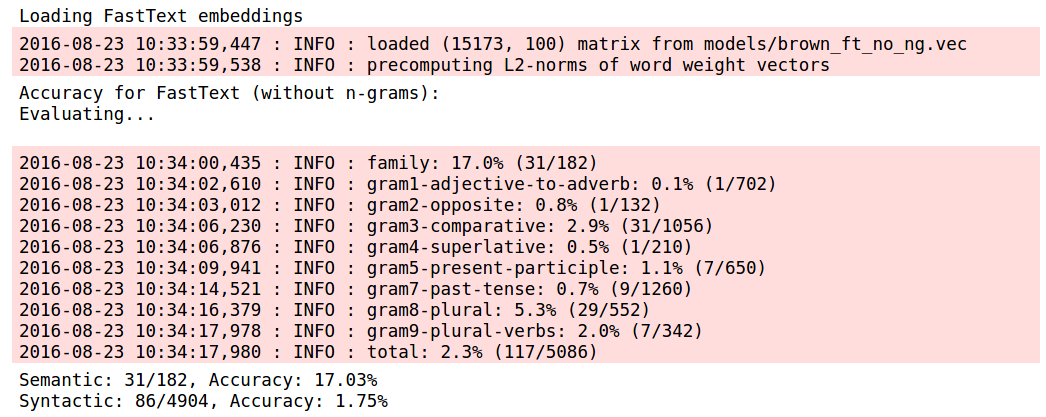 Loading FastText embeddings
2016-08-23 10:33:59,447 : INFO : loaded (15173, 100) matrix from models/brown_ft_no_ng.vec
2016-08-23 10:33:59,538 : INFO : precomputing L2-norms of word weight vectors
Accuracy for FastText (without n-grams):
Evaluating...
2016-08-23 10:34:00,435 : INFO : family: 17.0% (31/182)
2016-08-23 10:34:02,610 : INFO : gram1-adjective-to-adverb: 0.1% (1/702)
2016-08-23 10:34:03,012 : INFO : gram2-opposite: 0.8% (1/132)
2016-08-23 10:34:06,230 : INFO : gram3-comparative: 2.9% (31/1056)
2016-08-23 10:34:06,876 : INFO : gram4-superlative: 0.5% (1/210)
2016-08-23 10:34:09,941 : INFO : gram5-present-participle: 1.1% (7/650)
2016-08-23 10:34:14,521 : INFO : gram7-past-tense: 0.7% (9/1260)
2016-08-23 10:34:16,379 : INFO : gram8-plural: 5.3% (29/552)
2016-08-23 10:34:17,978 : INFO : gram9-plural-verbs: 2.0% (7/342)
2016-08-23 10:34:17,980 : INFO : total: 2.3% (117/5086)
Semantic: 31/182, Accuracy: 17.03%
Syntactic: 86/4904, Accuracy: 1.75%